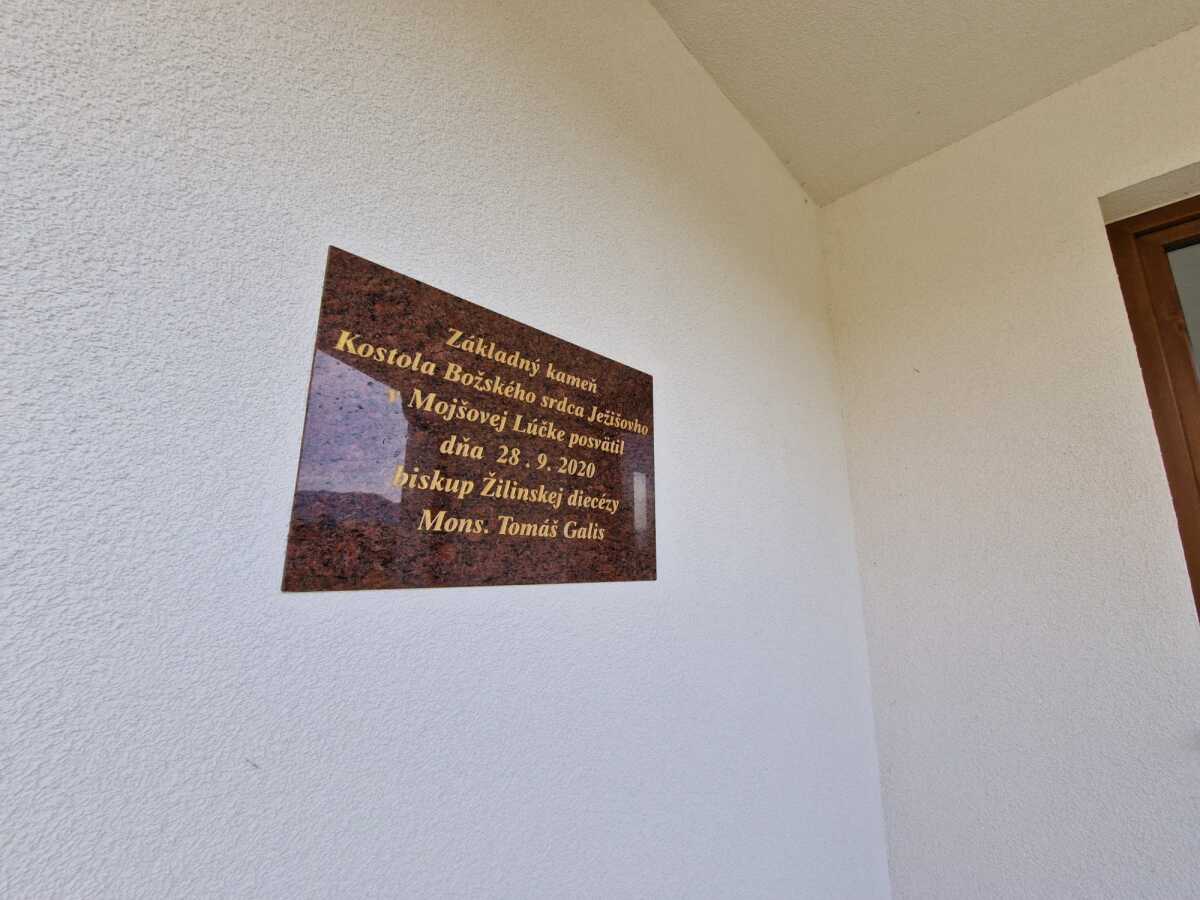 Základný kameň
Kostola Božského srdca Ježišovho
v Mojšovej Lúčke posvätil
dňa 28 . 9. 2020
biskup Žilinskej diecézy
Mons. Tomáš Galis